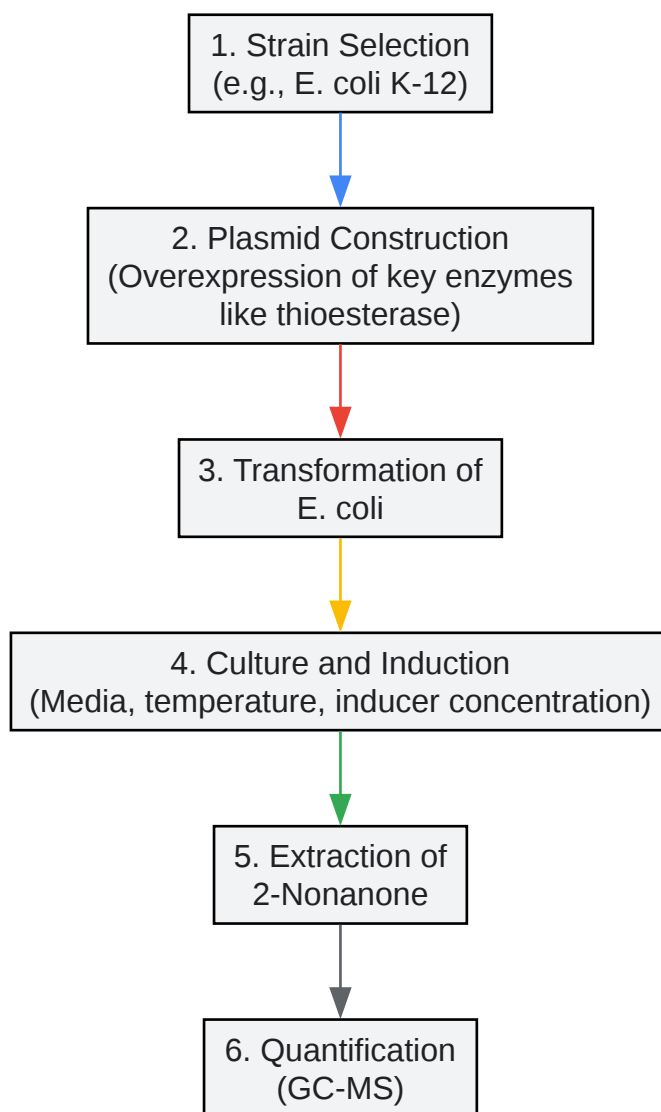 1. Strain Selection
(e.g., E. coli K-12)
2. Plasmid Construction
(Overexpression of key enzymes
like thioesterase)
3. Transformation of
E. coli
4. Culture and Induction
(Media, temperature, inducer concentration)
5. Extraction of
2-Nonanone
6. Quantification
(GC-MS)